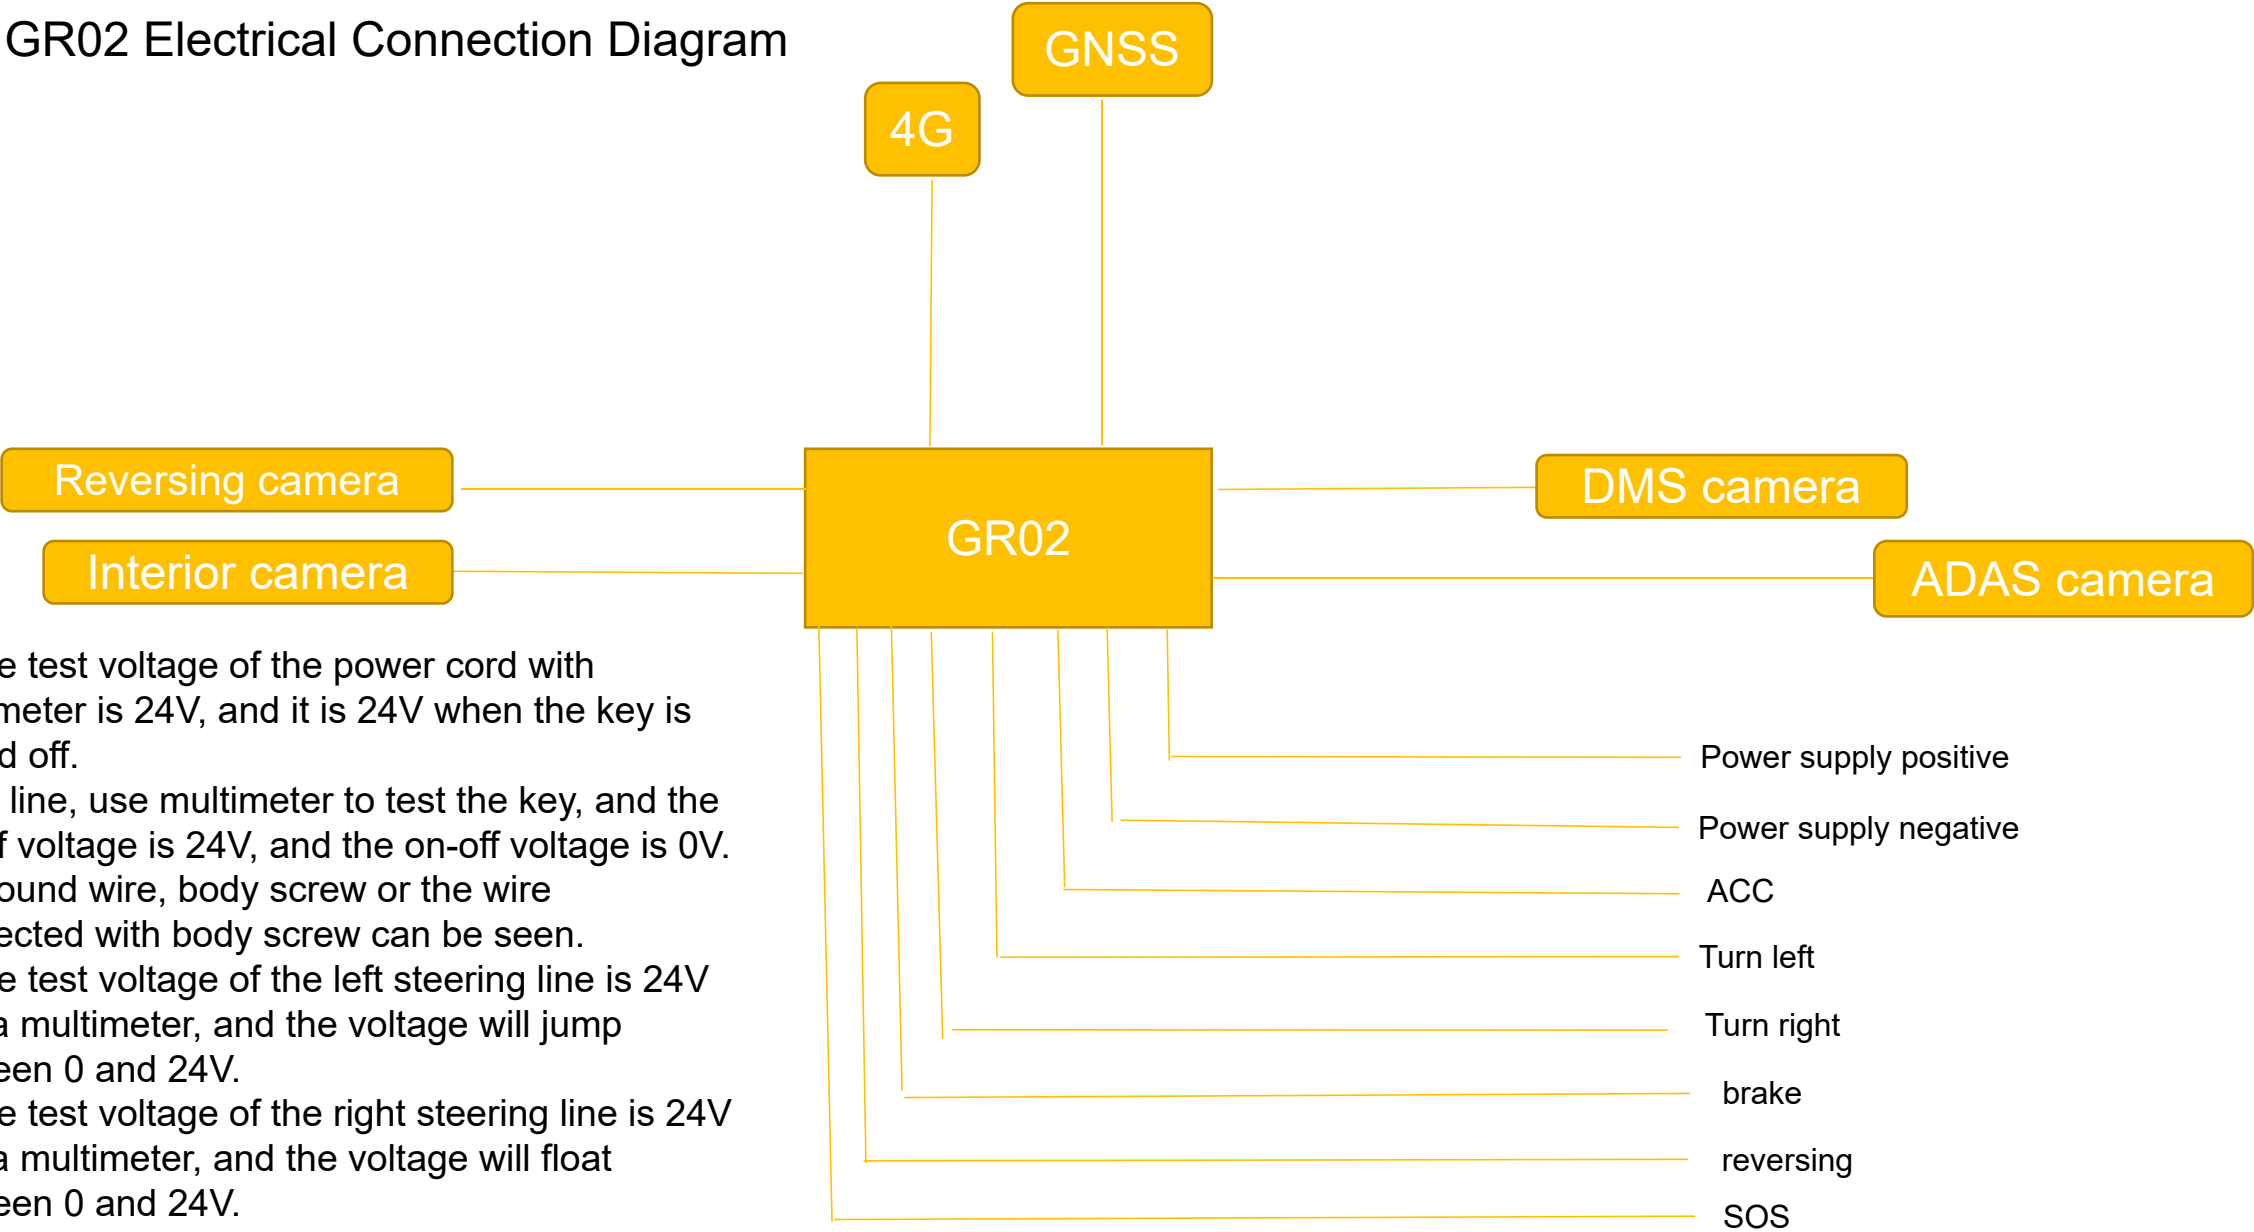 GR02 Electrical Connection Diagram
GNSS
4G
Reversing camera
GR02
DMS camera
Interior camera
ADAS camera
e test voltage of the power cord with
meter is 24V, and it is 24V when the key is
d off.
line, use multimeter to test the key, and the
f voltage is 24V, and the on-off voltage is 0V.
ound wire, body screw or the wire
ected with body screw can be seen.
e test voltage of the left steering line is 24V
a multimeter, and the voltage will jump
een 0 and 24V.
e test voltage of the right steering line is 24V
a multimeter, and the voltage will float
een 0 and 24V.
Power supply positive
Power supply negative
ACC
Turn left
Turn right
brake
reversing
SOS